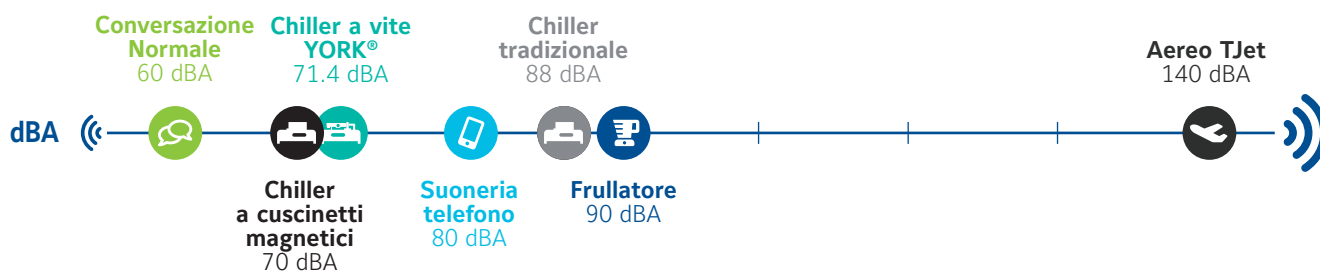 Conversazione
Normale
60 dBA
Chiller a vite
YORK®
71.4 dBA
Chiller
tradizionale
88 dBA
Aereo TJet
140 dBA
dBA
Chiller
a cuscinetti
magnetici
70 dBA
Suoneria
telefono
80 dBA
Frullatore
90 dBA